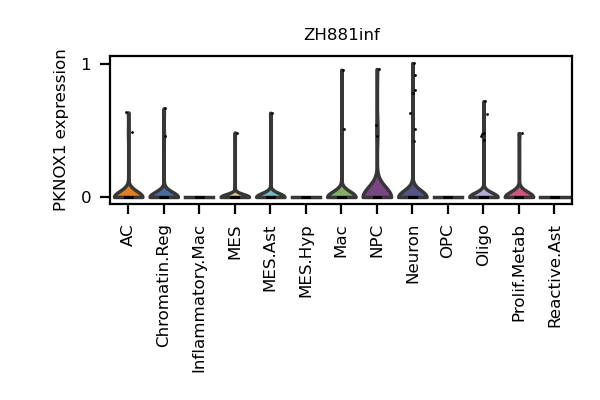 ZH881inf
PKNOX1 expression
1
0
AC
Chromatin.Reg
Inflammatory.Mac
MES
MES.Ast
MES.Hyp
Mac
NPC
Neuron
OPC
Oligo
Prolif.Metab
Reactive.Ast